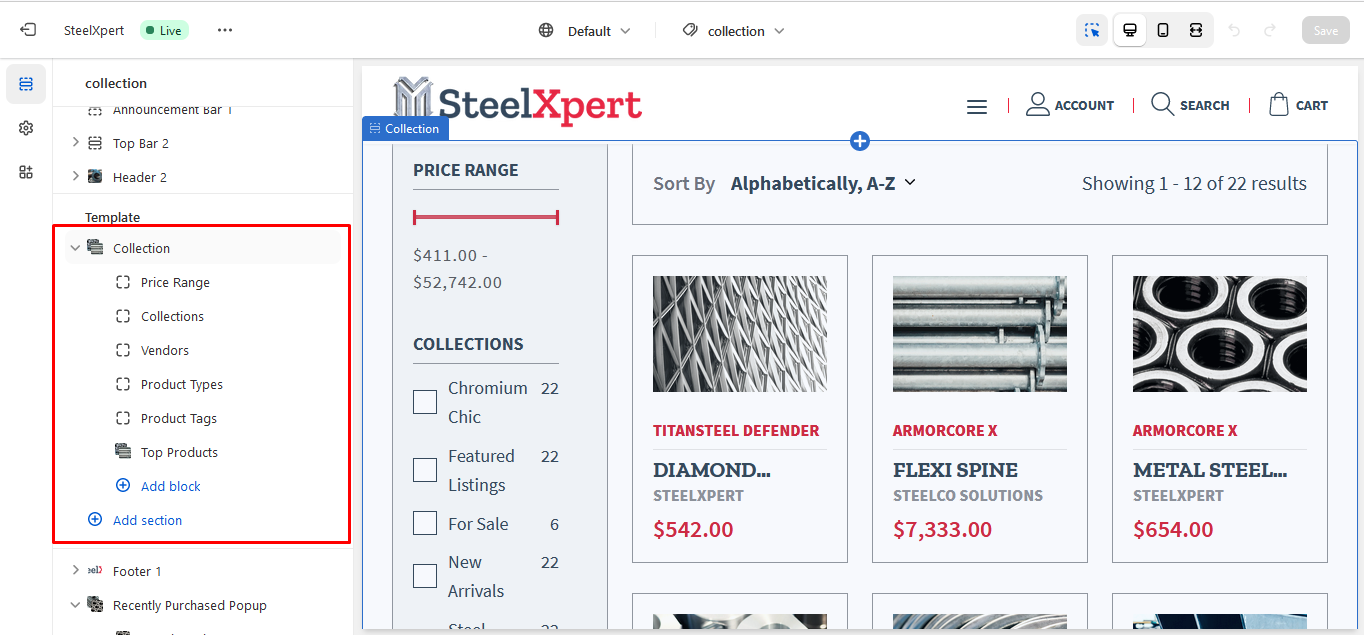 SteelXpert
Live
Default
collection
Save
collection
Announcement Bar 1
Top Bar 2
Header 2
Template
Collection
Price Range
Collections
Vendors
Product Types
Product Tags
Top Products
Add block
Add section
Footer 1
Recently Purchased Popup
SteelXpert
ACCOUNT
SEARCH
CART
Collection
PRICE RANGE
$411.00 -
$52,742.00
COLLECTIONS
Chromium 22
Chic
Featured 22
Listings
For Sale 6
New 22
Arrivals
Steel 22
Sort By Alphabetically, A-Z
Showing 1 - 12 of 22 results
TITANSTEEL DEFENDER
DIAMOND...
STEELXPERT
$542.00
ARMORCORE X
FLEXI SPINE
STEELCO SOLUTIONS
$7,333.00
ARMORCORE X
METAL STEEL...
STEELXPERT
$654.00